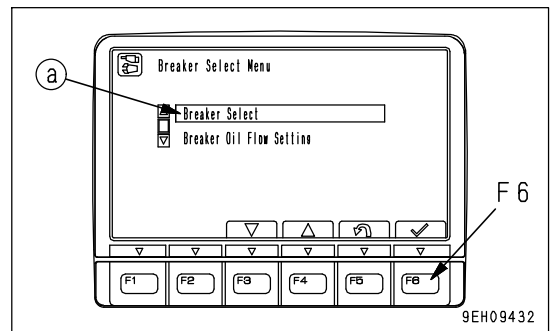 Breaker Select Menu
a
Breaker Select
Breaker Oil Flow Setting
F6
F1 F2 F3 F4 F5 F6
9EH09432